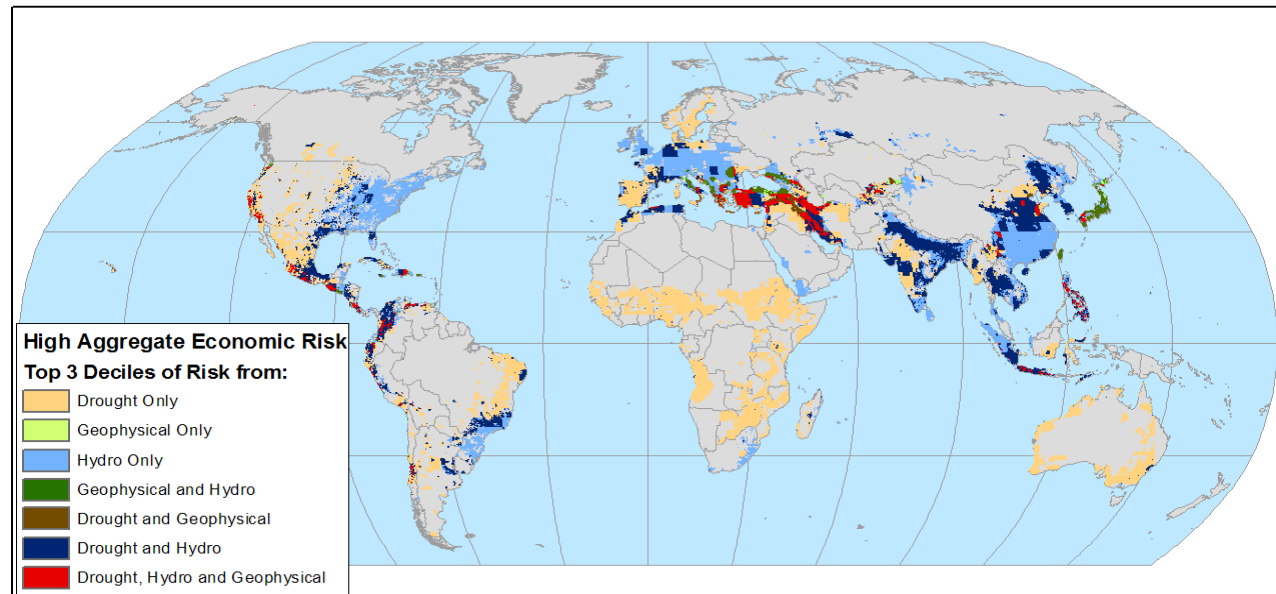 High Aggregate Economic Risk
Top 3 Deciles of Risk from:
Drought Only
Geophysical Only
Hydro Only
Geophysical and Hydro
Drought and Geophysical
Drought and Hydro
Drought, Hydro and Geophysical